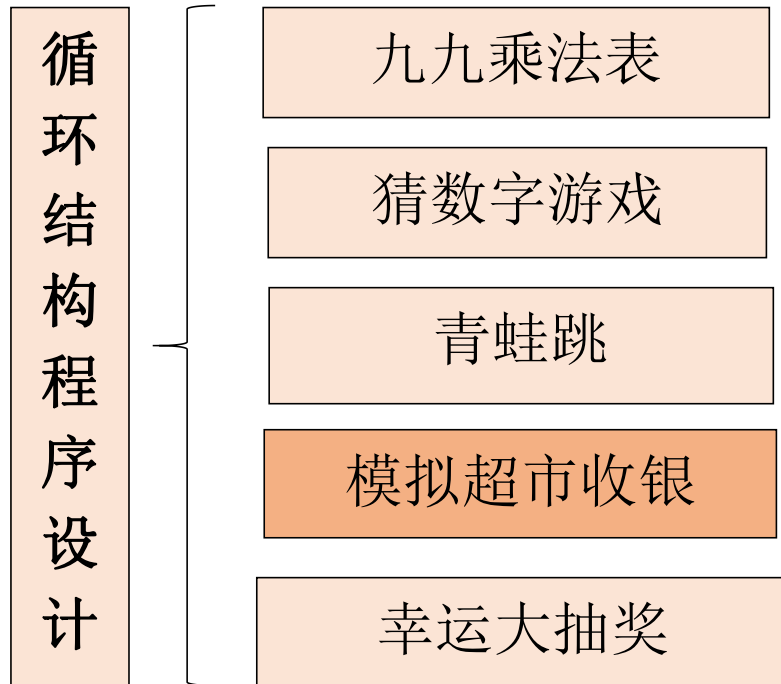 循环结构程序设计
九九乘法表
猜数字游戏
青蛙跳
模拟超市收银
幸运大抽奖